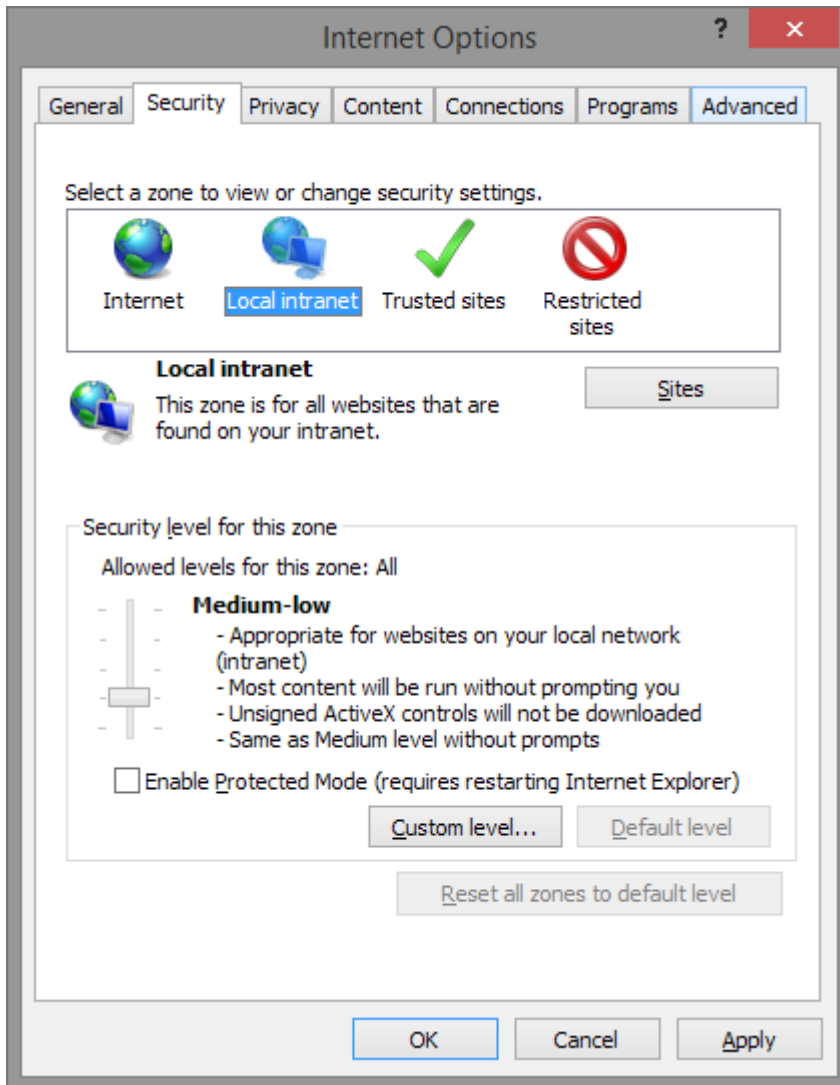 Internet Options
?
General Security Privacy Content Connections Programs Advanced
Select a zone to view or change security settings.
Internet Local intranet Trusted sites Restricted
sites
Local intranet
Sites
This zone is for all websites that are
found on your intranet.
Security level for this zone
Allowed levels for this zone: All
Medium-low
- Appropriate for websites on your local network
(intranet)
- Most content will be run without prompting you
- Unsigned ActiveX controls will not be downloaded
- Same as Medium level without prompts
Enable Protected Mode (requires restarting Internet Explorer)
Custom level... Default level
Reset all zones to default level
OK Cancel Apply